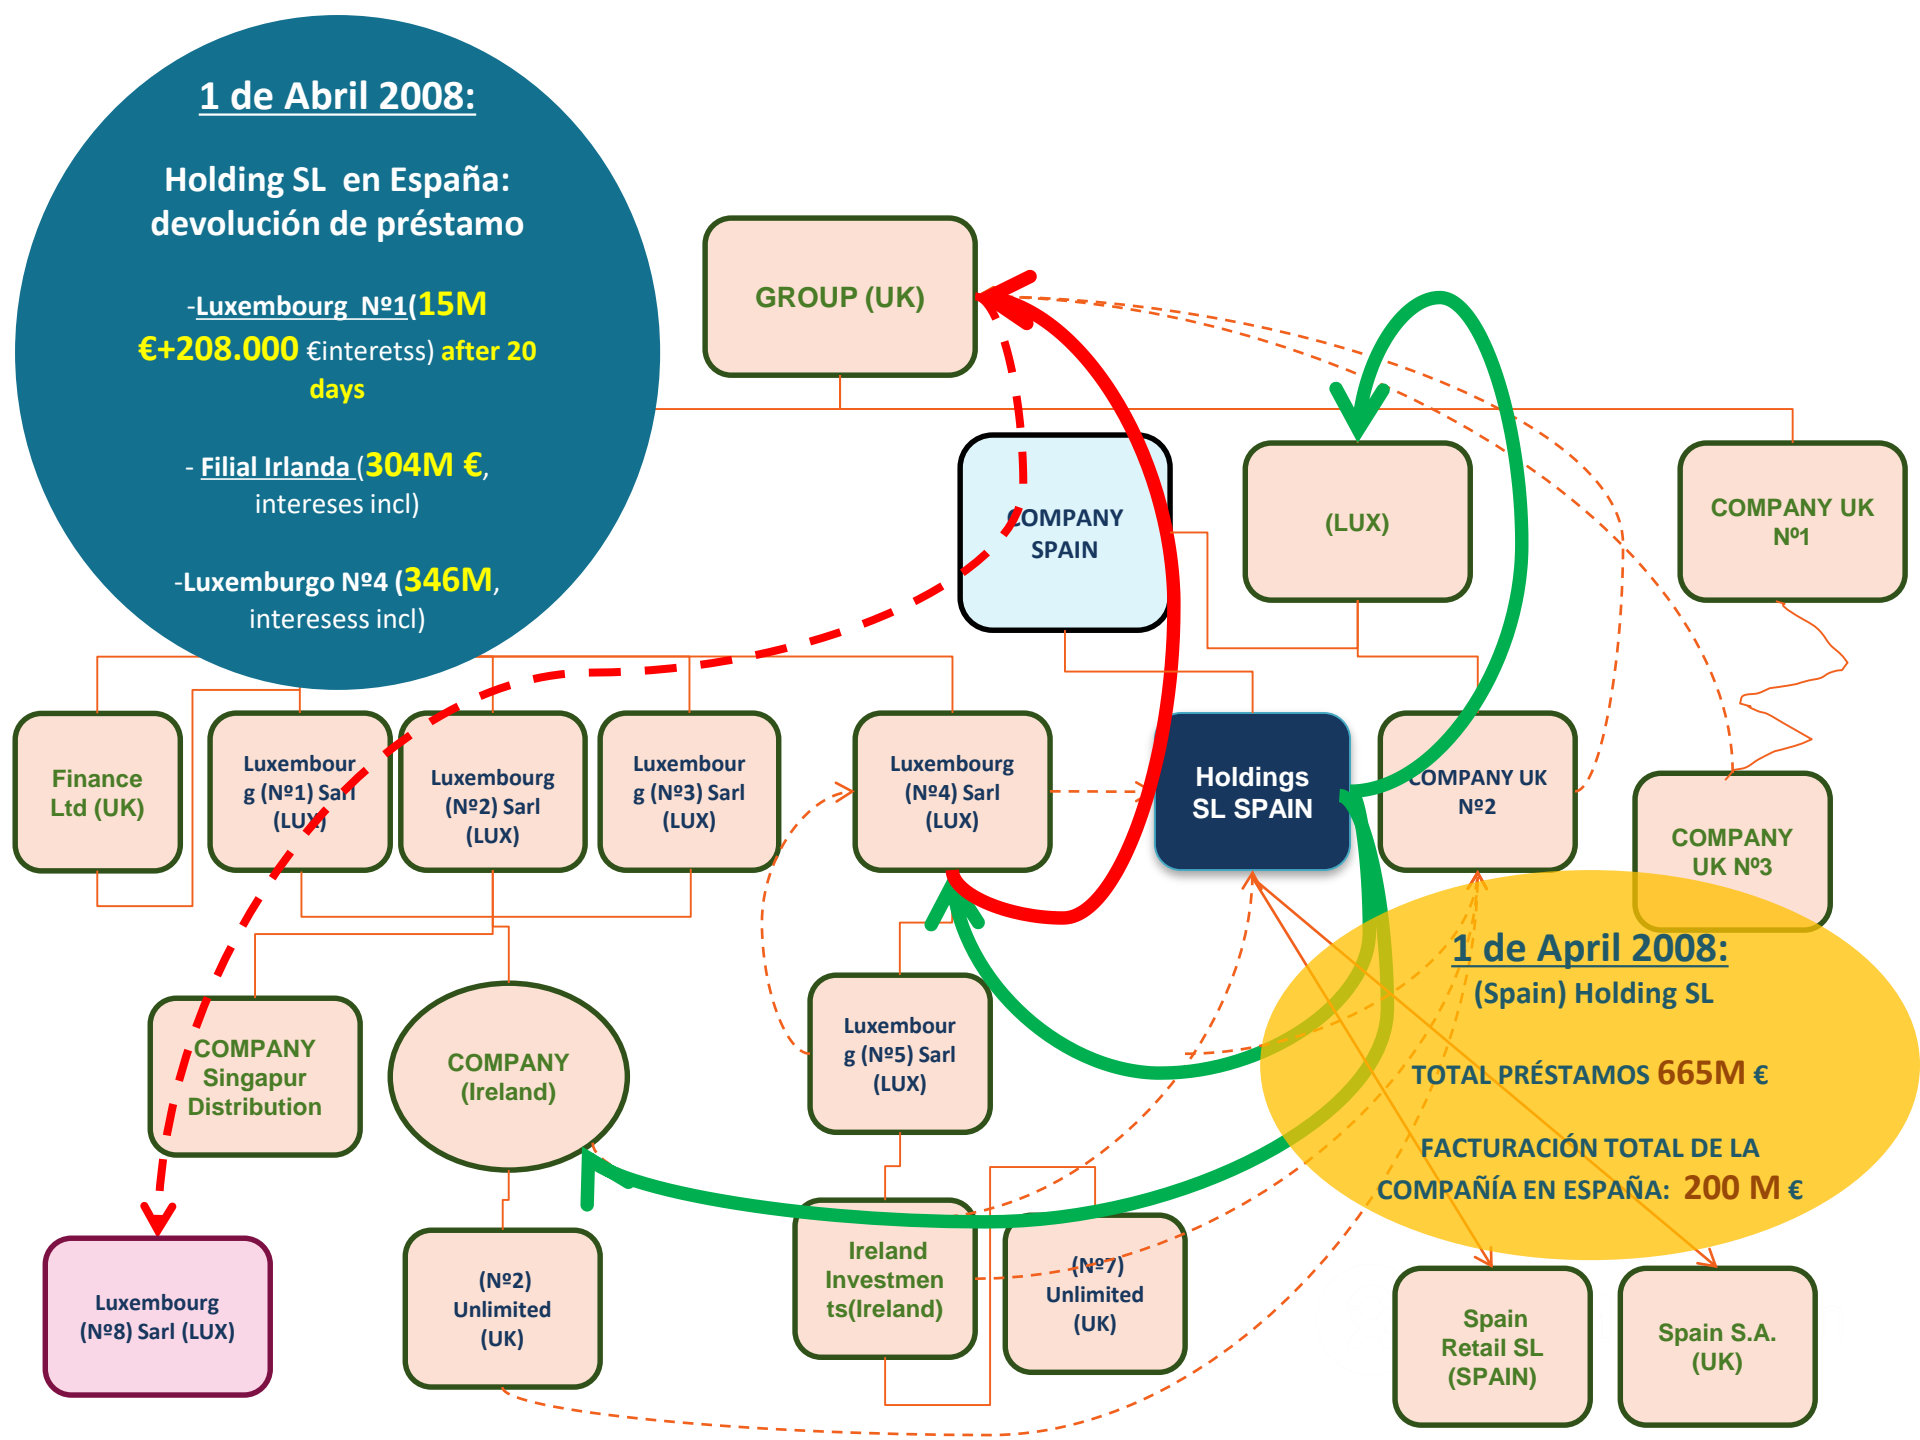 1 de Abril 2008:
Holding SL en España:
devolución de préstamo
-Luxembourg Nº1(15M
€+208.000 €interetss) after 20
days
- Filial Irlanda (304M €,
intereses incl)
-Luxemburgo Nº4 (346M,
interesess incl)
GROUP (UK)
COMPANY
SPAIN
(LUX)
COMPANY UK
Nº1
Finance
Ltd (UK)
Luxembour
g (Nº1) Sarl
(LUX)
Luxembourg
(Nº2) Sarl
(LUX)
Luxembour
g (Nº3) Sarl
(LUX)
Luxembourg
(Nº4) Sarl
(LUX)
Holdings
SL SPAIN
COMPANY UK
Nº2
COMPANY
UK Nº3
1 de April 2008:
(Spain) Holding SL
TOTAL PRÉSTAMOS 665M €
FACTURACIÓN TOTAL DE LA
COMPAÑÍA EN ESPAÑA: 200 M €
COMPANY
Singapur
Distribution
COMPANY
(Ireland)
Luxembour
g (Nº5) Sarl
(LUX)
Luxembourg
(Nº8) Sarl (LUX)
(Nº2)
Unlimited
(UK)
Ireland
Investmen
ts(Ireland)
(Nº7)
Unlimited
(UK)
Spain
Retail SL
(SPAIN)
Spain S.A.
(UK)